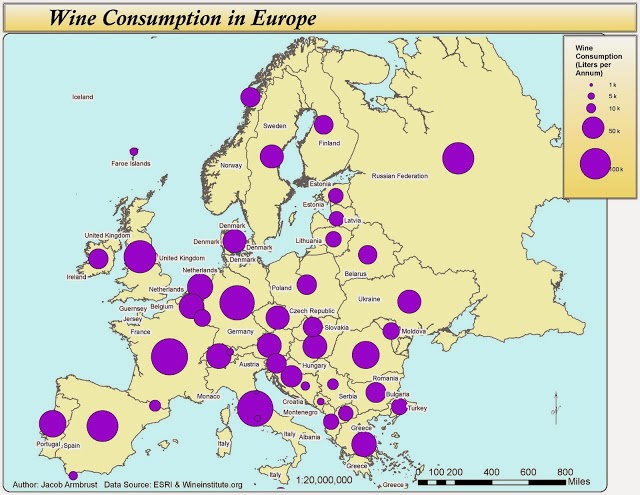 Wine Consumption in Europe
Wine
Consumption
(Liters per
Annum)
1 k
5 k
10 k
50 k
100 k
Iceland
Faroe Islands
Sweden
Finland
Norway
Russian Federation
Estonia
Estonia
Latvia
Denmark
Denmark
Denmark
Denmark
Lithuania
United Kingdom
United Kingdom
Ireland
Belarus
Netherlands
Netherlands
Poland
Ukraine
Belgium
Guernsey
Jersey
Czech Republic
Slovakia
France
Germany
Moldova
Austria
Hungary
Romania
Monaco
Croatia
Serbia
Bulgaria
Montenegro
Turkey
Portugal
Spain
Italy
Italy
Albania
Greece
Greece
Italy
Greece
Author: Jacob Armbrust Data Source: ESRI & Wineinstitute.org
1:20,000,000
0 100 200 400 600 800
Miles